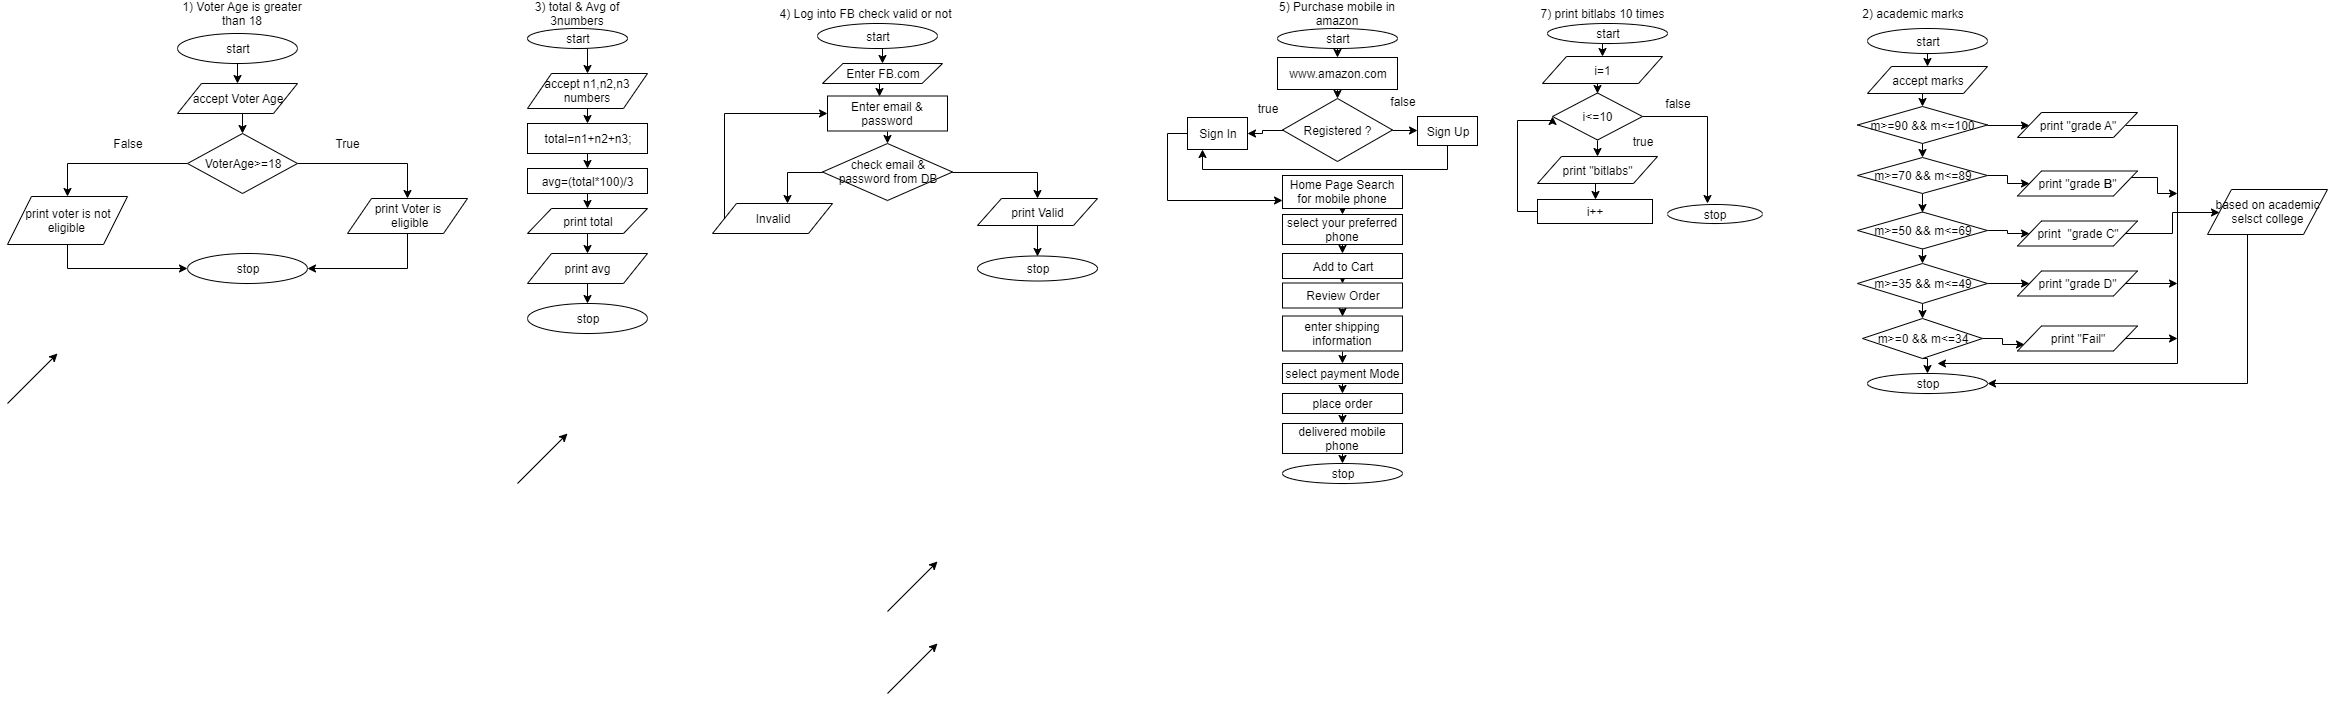 1) Voter Age is greater
than 18
start
accept Voter Age
False
True
VoterAge>=18
print voter is not
eligible
print Voter is
eligible
stop
3) total & Avg of
3numbers
start
accept n1,n2,n3
numbers
total=n1+n2+n3;
avg=(total*100)/3
print total
print avg
stop
4) Log into FB check valid or not
start
Enter FB.com
Enter email &
password
check email &
password from DB
Invalid
print Valid
stop
5) Purchase mobile in
amazon
start
www.amazon.com
true
false
Sign In
Registered ?
Sign Up
Home Page Search
for mobile phone
select your preferred
phone
Add to Cart
Review Order
enter shipping
information
select payment Mode
place order
delivered mobile
phone
stop
7) print bitlabs 10 times
start
i=1
false
i<=10
true
print "bitlabs"
i++
stop
2) academic marks
start
accept marks
m>=90 && m<=100
print "grade A"
m>=70 && m<=89
print "grade B"
based on academic
selsct college
m>=50 && m<=69
print  "grade C"
m>=35 && m<=49
print "grade D"
m>=0 && m<=34
print "Fail"
stop